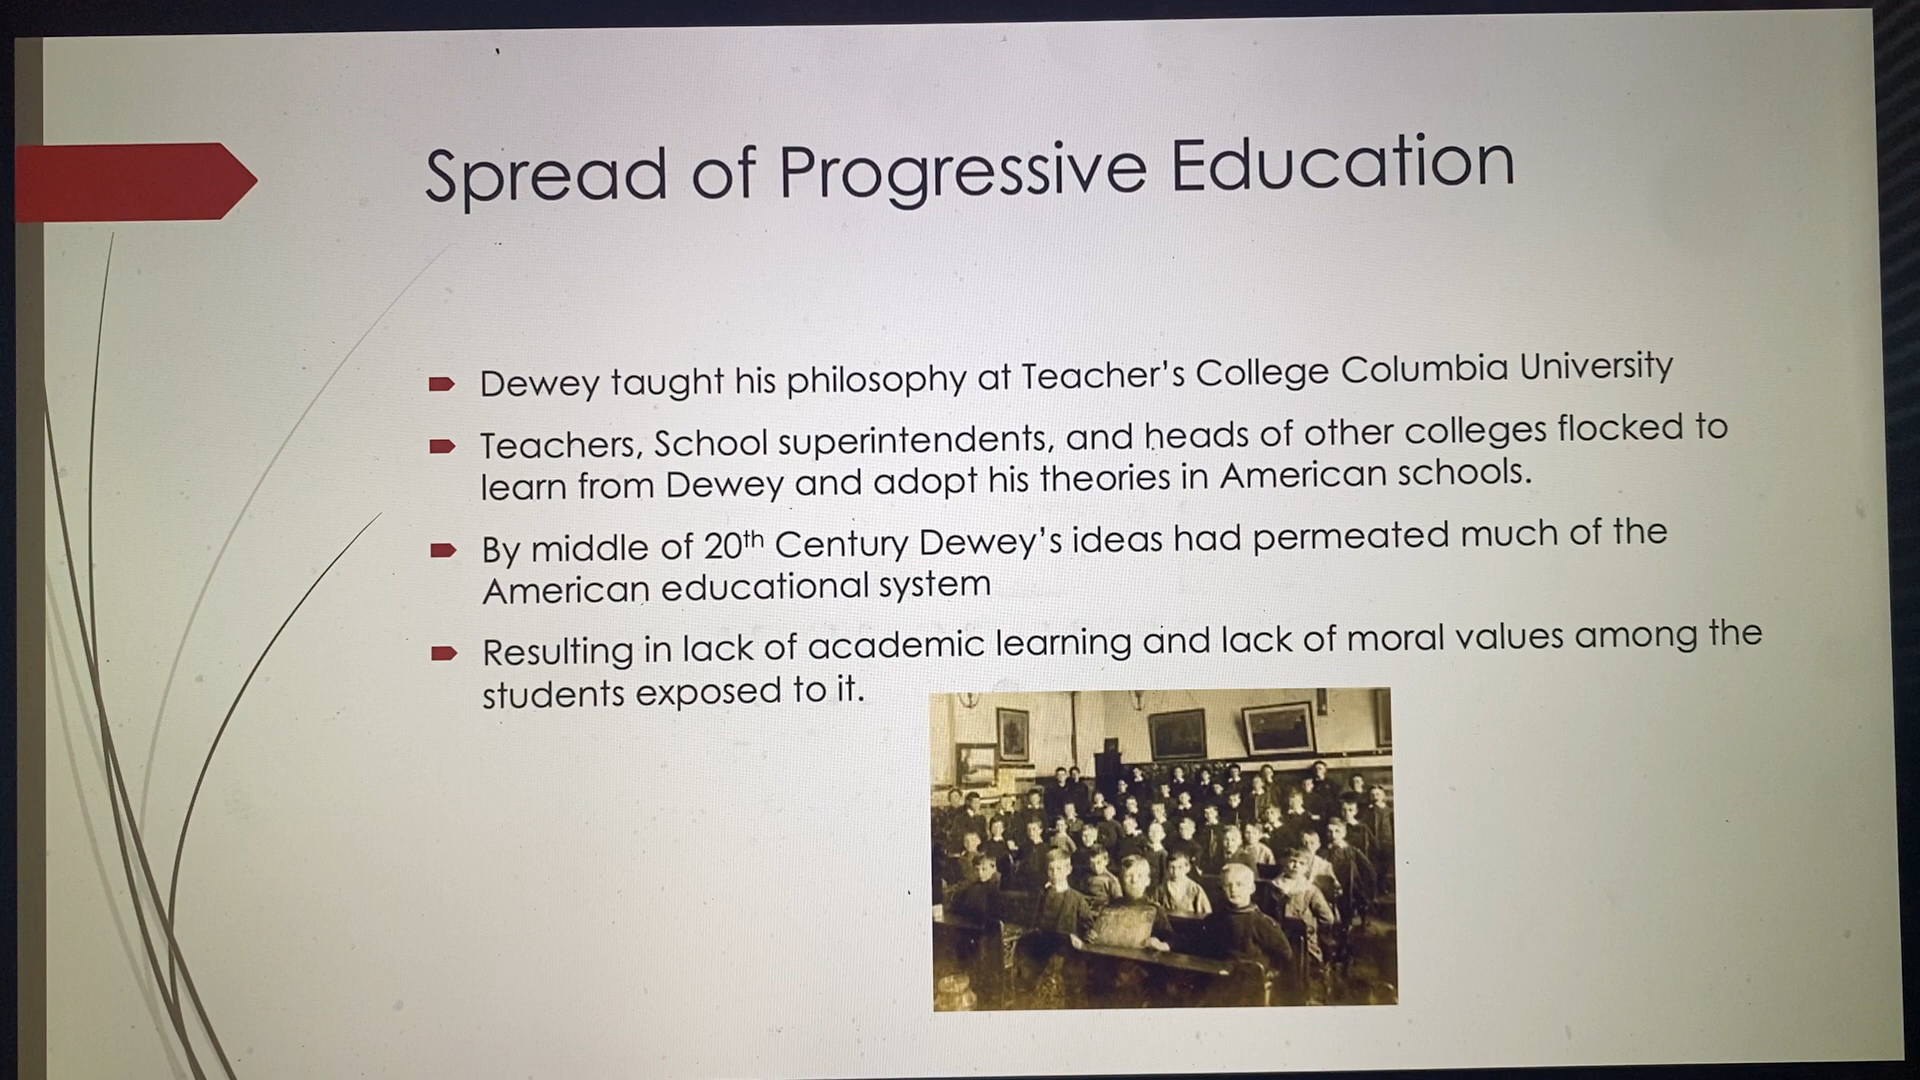 Spread of Progressive Education
Dewey taught his philosophy at Teacher's College Columbia University
Teachers, School superintendents, and heads of other colleges flocked to
learn from Dewey and adopt his theories in American schools.
By middle of 20th Century Dewey's ideas had permeated much of the
American educational system
Resulting in lack of academic learning and lack of moral values among the
students exposed to it.